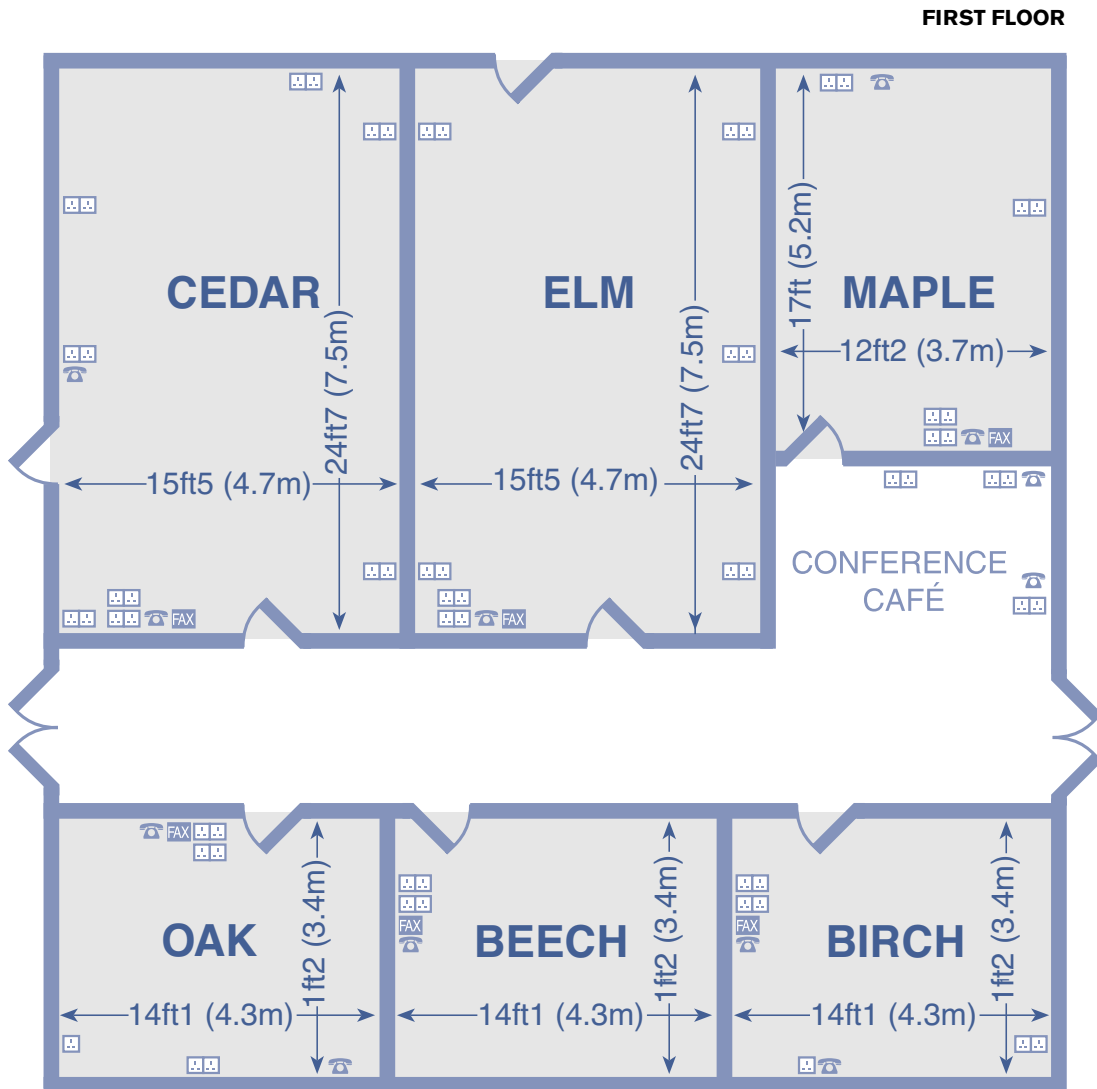 FIRST FLOOR
CEDAR
24ft7 (7.5m)
15ft5 (4.7m)
FAX
ELM
24ft7 (7.5m)
15ft5 (4.7m)
FAX
MAPLE
17ft (5.2m)
12ft2 (3.7m)
FAX
CONFERENCE
CAFÉ
FAX
OAK
1ft2 (3.4m)
14ft1 (4.3m)
FAX
BEECH
1ft2 (3.4m)
14ft1 (4.3m)
FAX
BIRCH
1ft2 (3.4m)
14ft1 (4.3m)